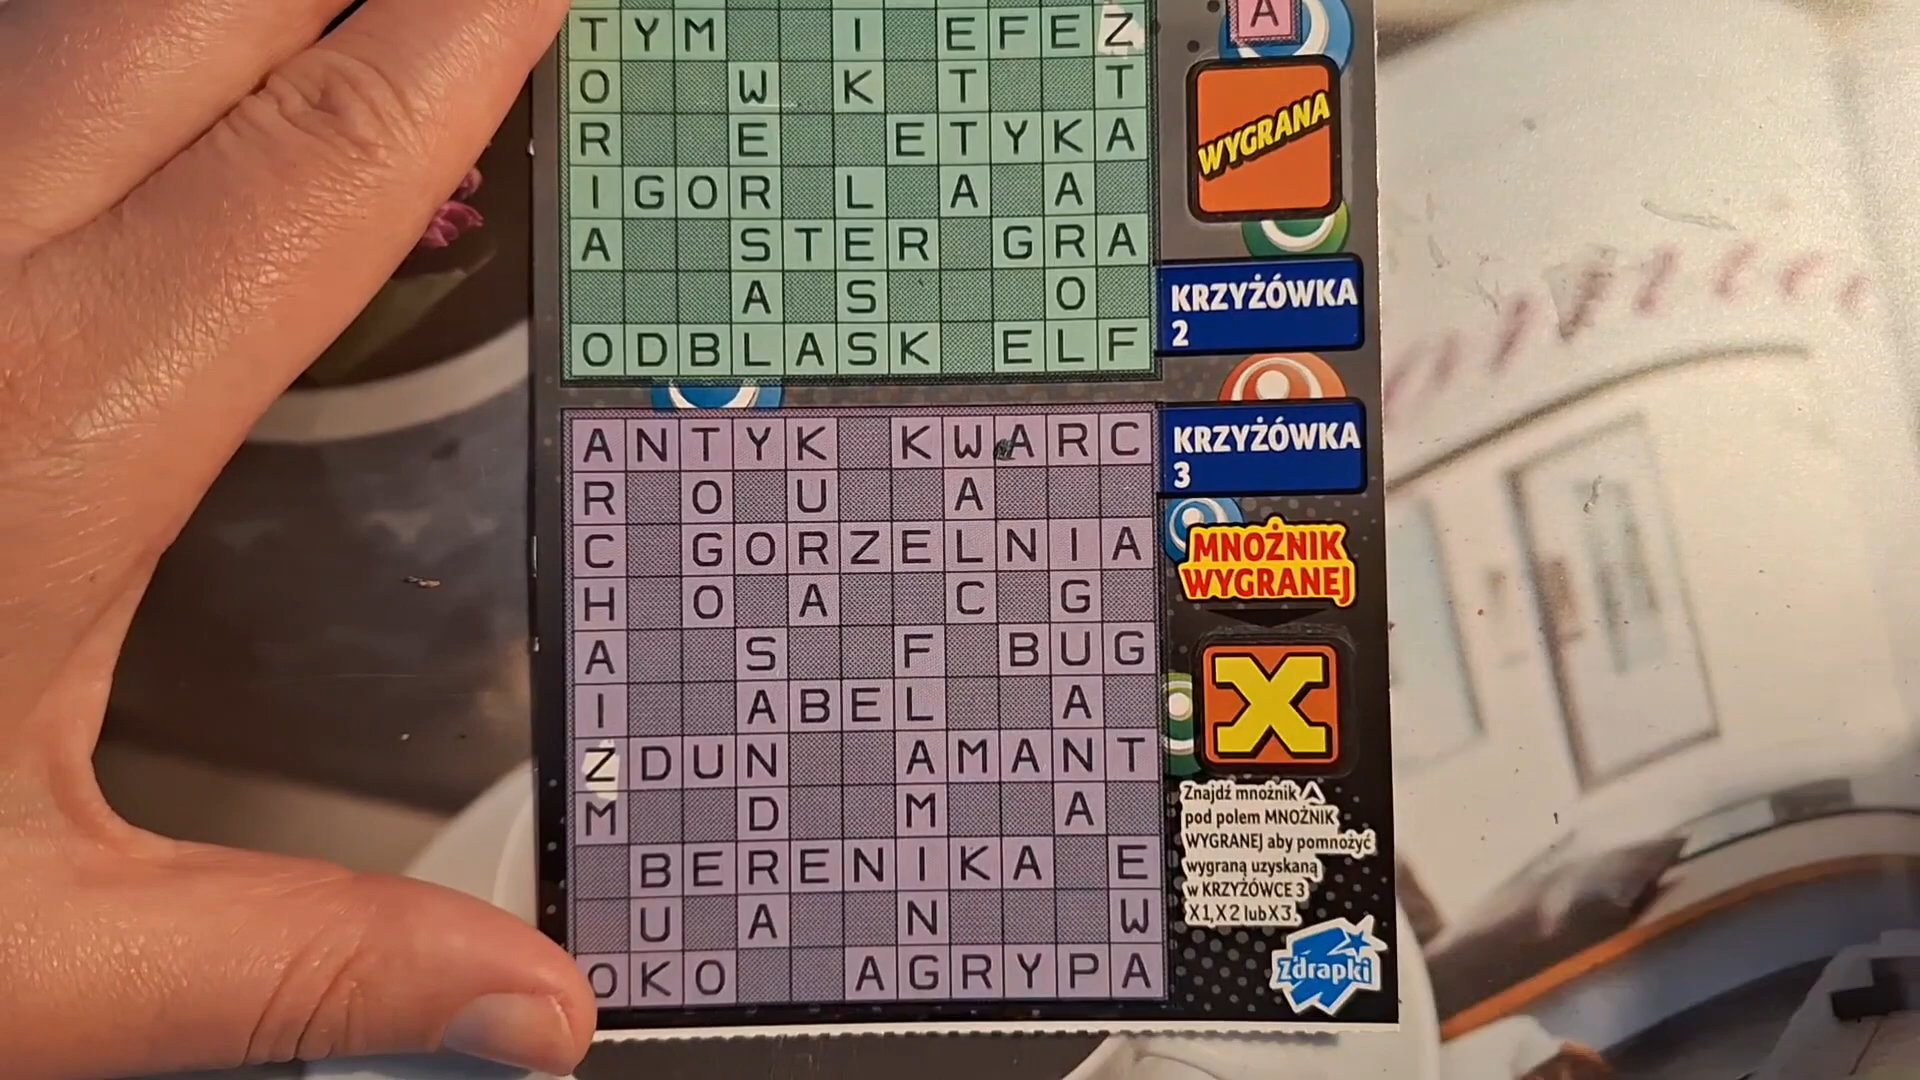 A
TYM I EFEZ
O W K T T
R E ETYKA
WYGRANA
IGOR L A A
A STER GRA
A S O
ODBLASK ELF
KRZYŻÓWKA
2
ANTYK KWARC
R O U A
C GORZELNIA
H O A C G
A S F BUG
I ABEL A
ZDUN AMANT
M D M A
BERENIKA E
U A N W
OKO AGRYPA
KRZYŻÓWKA
3
MNOŻNIK
WYGRANEJ
X
Znajdź mnożnik
pod polem MNOŻNIK
WYGRANEJ aby pomnożyć
wygraną uzyskaną
w KRZYŻÓWCE 3
X1,X2 lub X3.
Zdrapki